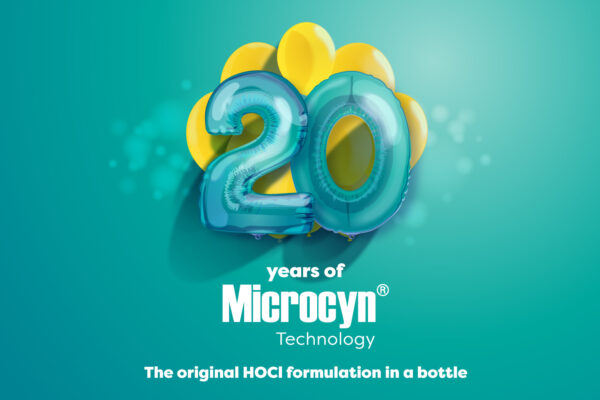 20
years of
Microcyn®
Technology
The original HOCl formulation in a bottle